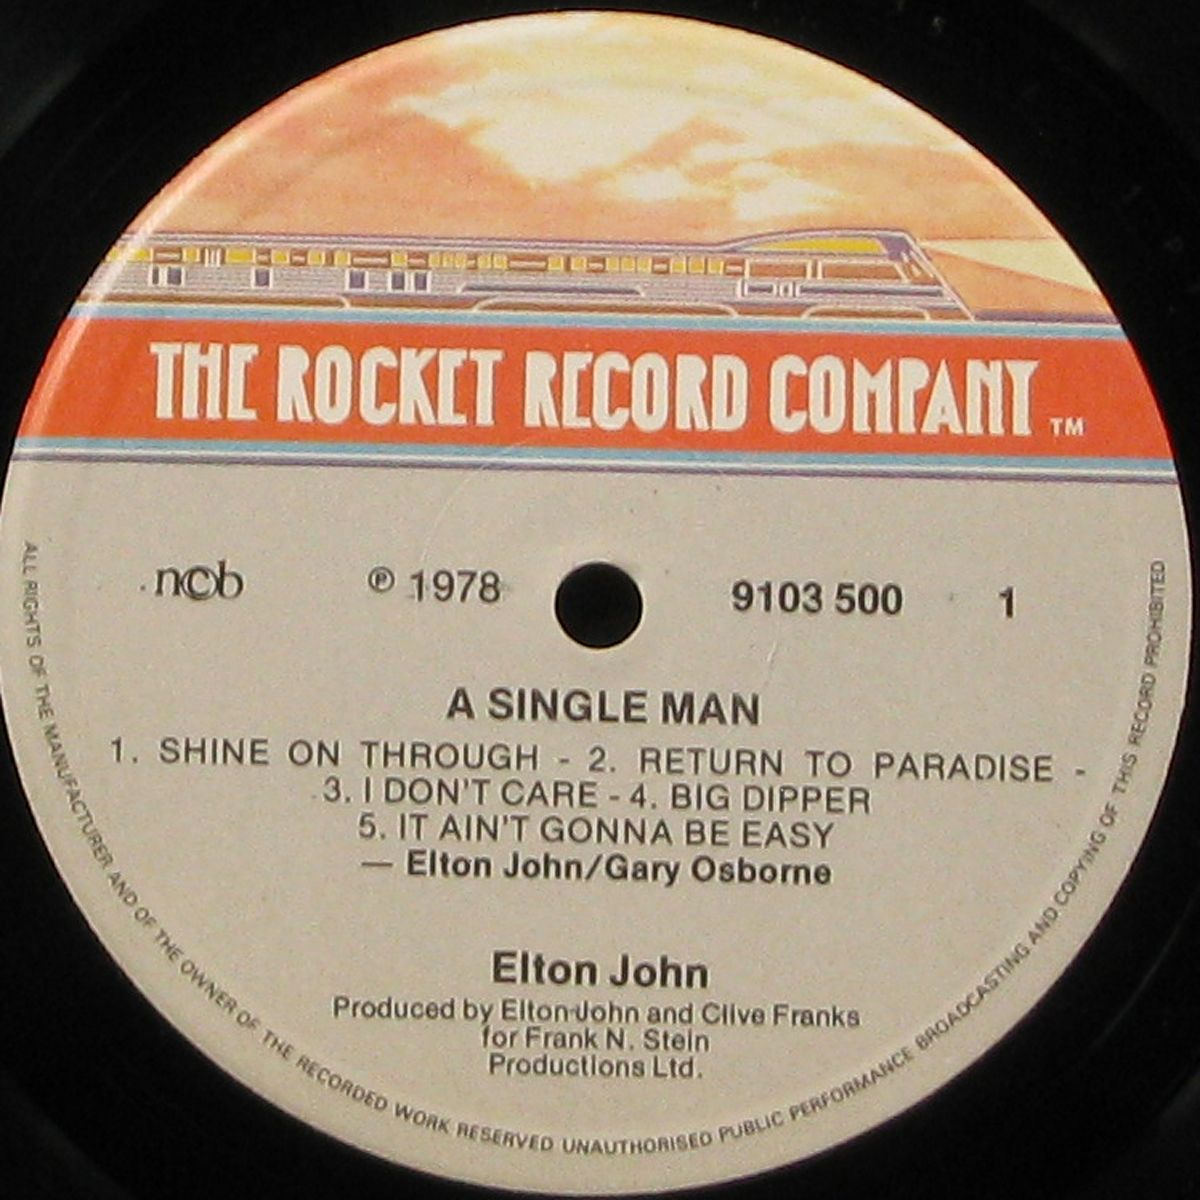 THE ROCKET RECORD COMPANY TM
ncb ℗ 1978 9103 500 1
A SINGLE MAN
1. SHINE ON THROUGH - 2. RETURN TO PARADISE -
3. I DON'T CARE - 4. BIG DIPPER
5. IT AIN'T GONNA BE EASY
— Elton John/Gary Osborne
Elton John
Produced by Elton John and Clive Franks
for Frank N. Stein
Productions Ltd.
ALL RIGHTS OF THE MANUFACTURER AND OF THE OWNER OF THE RECORDED WORK RESERVED UNAUTHORISED PUBLIC PERFORMANCE BROADCASTING AND COPYING OF THIS RECORD PROHIBITED